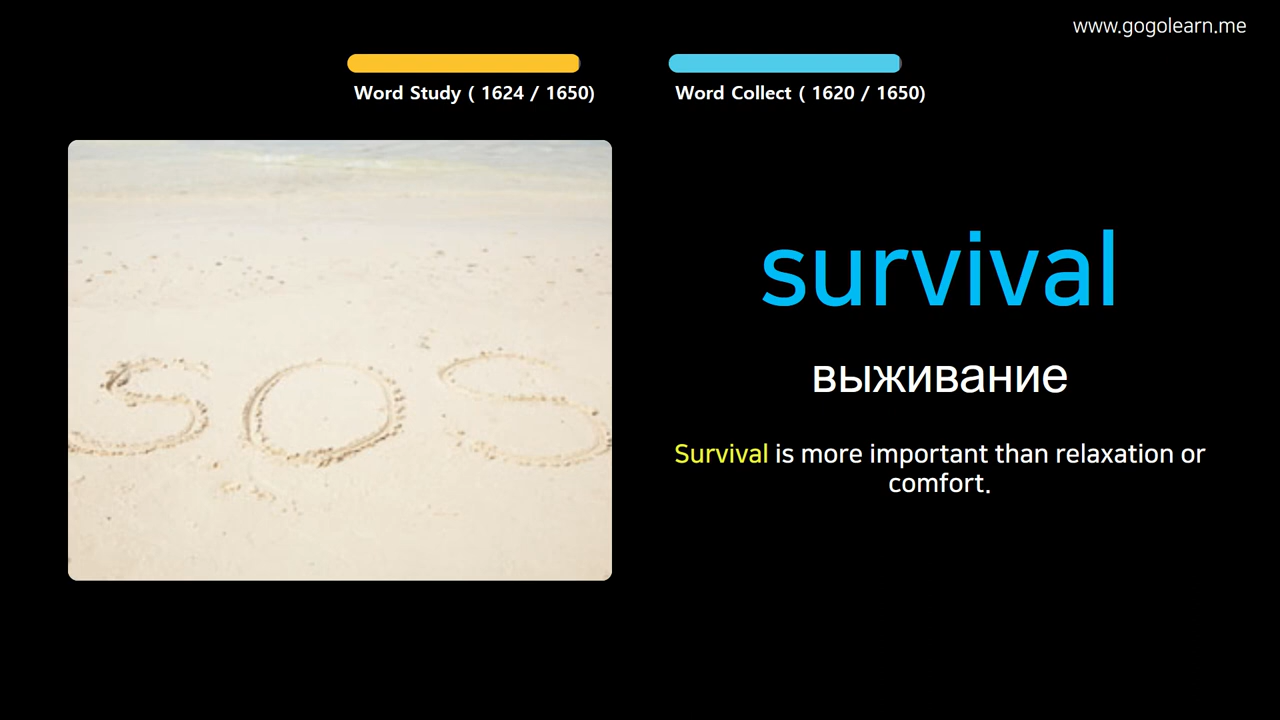 www.gogolearn.me
Word Study ( 1624 / 1650)
Word Collect ( 1620 / 1650)
SOS
survival
выживание
Survival is more important than relaxation or
comfort.